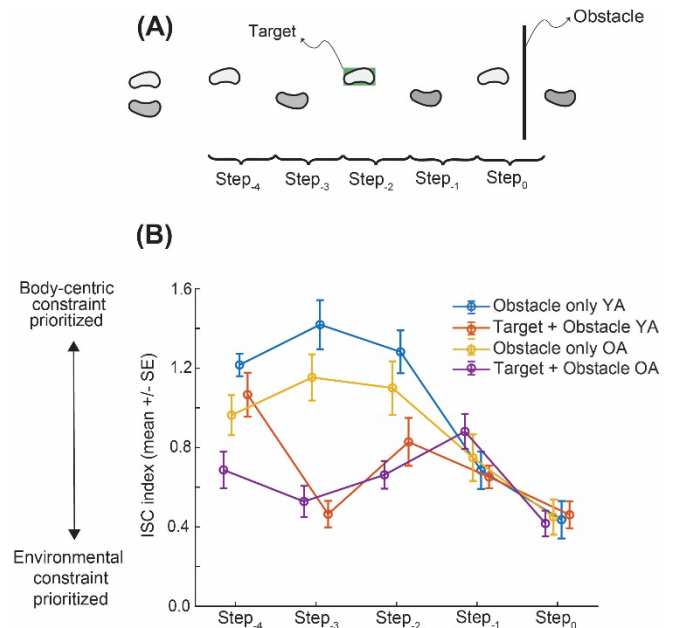 (A)
Target
Obstacle
Step-4 Step-3 Step-2 Step-1 Step0
(B)
Body-centric
constraint
prioritized
Environmental
constraint
prioritized
ISC index (mean +/- SE)
1.6
1.2
0.8
0.4
0.0
Obstacle only YA
Target + Obstacle YA
Obstacle only OA
Target + Obstacle OA
Step-4 Step-3 Step-2 Step-1 Step0